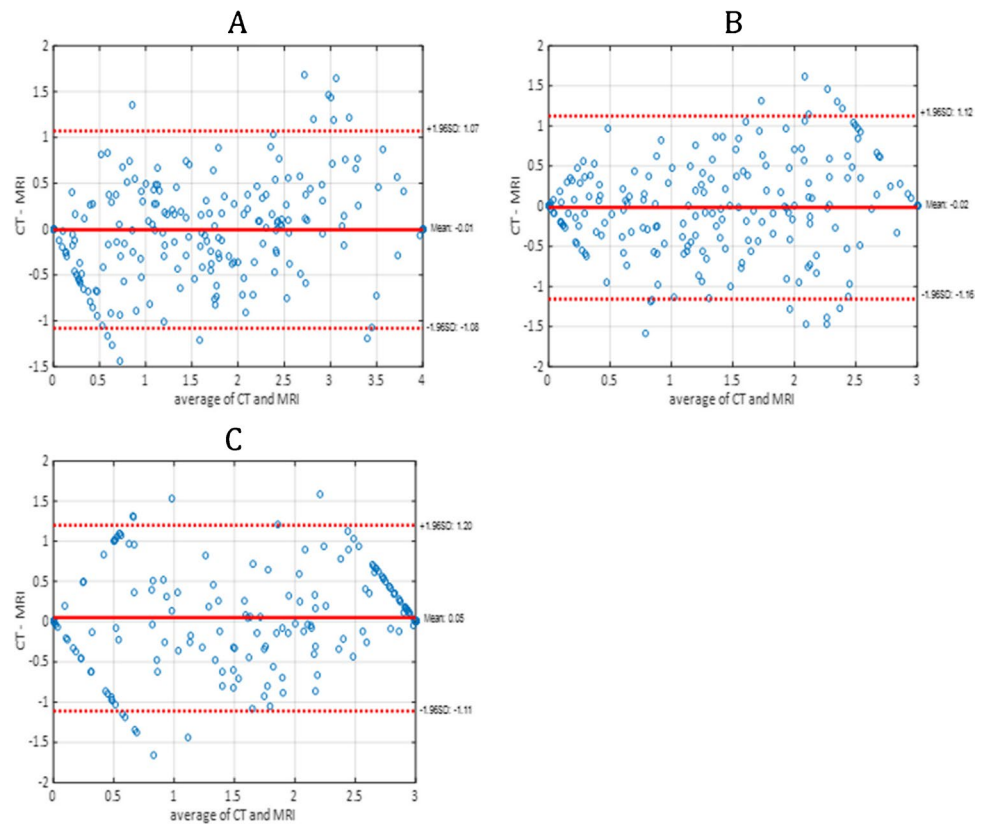 A
2
1.5
1
0.5
0
-0.5
-1
-1.5
CT - MRI
+1.96SD: 1.07
Mean: -0.01
-1.96SD: -1.08
0 0.5 1 1.5 2 2.5 3 3.5 4
average of CT and MRI
B
2
1.5
1
0.5
0
-0.5
-1
-1.5
-2
CT - MRI
+1.96SD: 1.12
Mean: -0.02
-1.96SD: -1.16
0 0.5 1 1.5 2 2.5 3
average of CT and MRI
C
2
1.5
1
0.5
0
-0.5
-1
-1.5
-2
CT - MRI
+1.96SD: 1.20
Mean: 0.05
-1.96SD: -1.11
0 0.5 1 1.5 2 2.5 3
average of CT and MRI